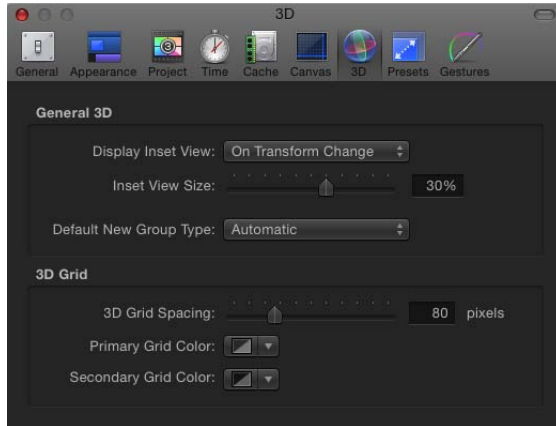 3D
General Appearance Project Time Cache Canvas 3D Presets Gestures
General 3D
Display Inset View: On Transform Change
Inset View Size: 30%
Default New Group Type: Automatic
3D Grid
3D Grid Spacing: 80 pixels
Primary Grid Color:
Secondary Grid Color: